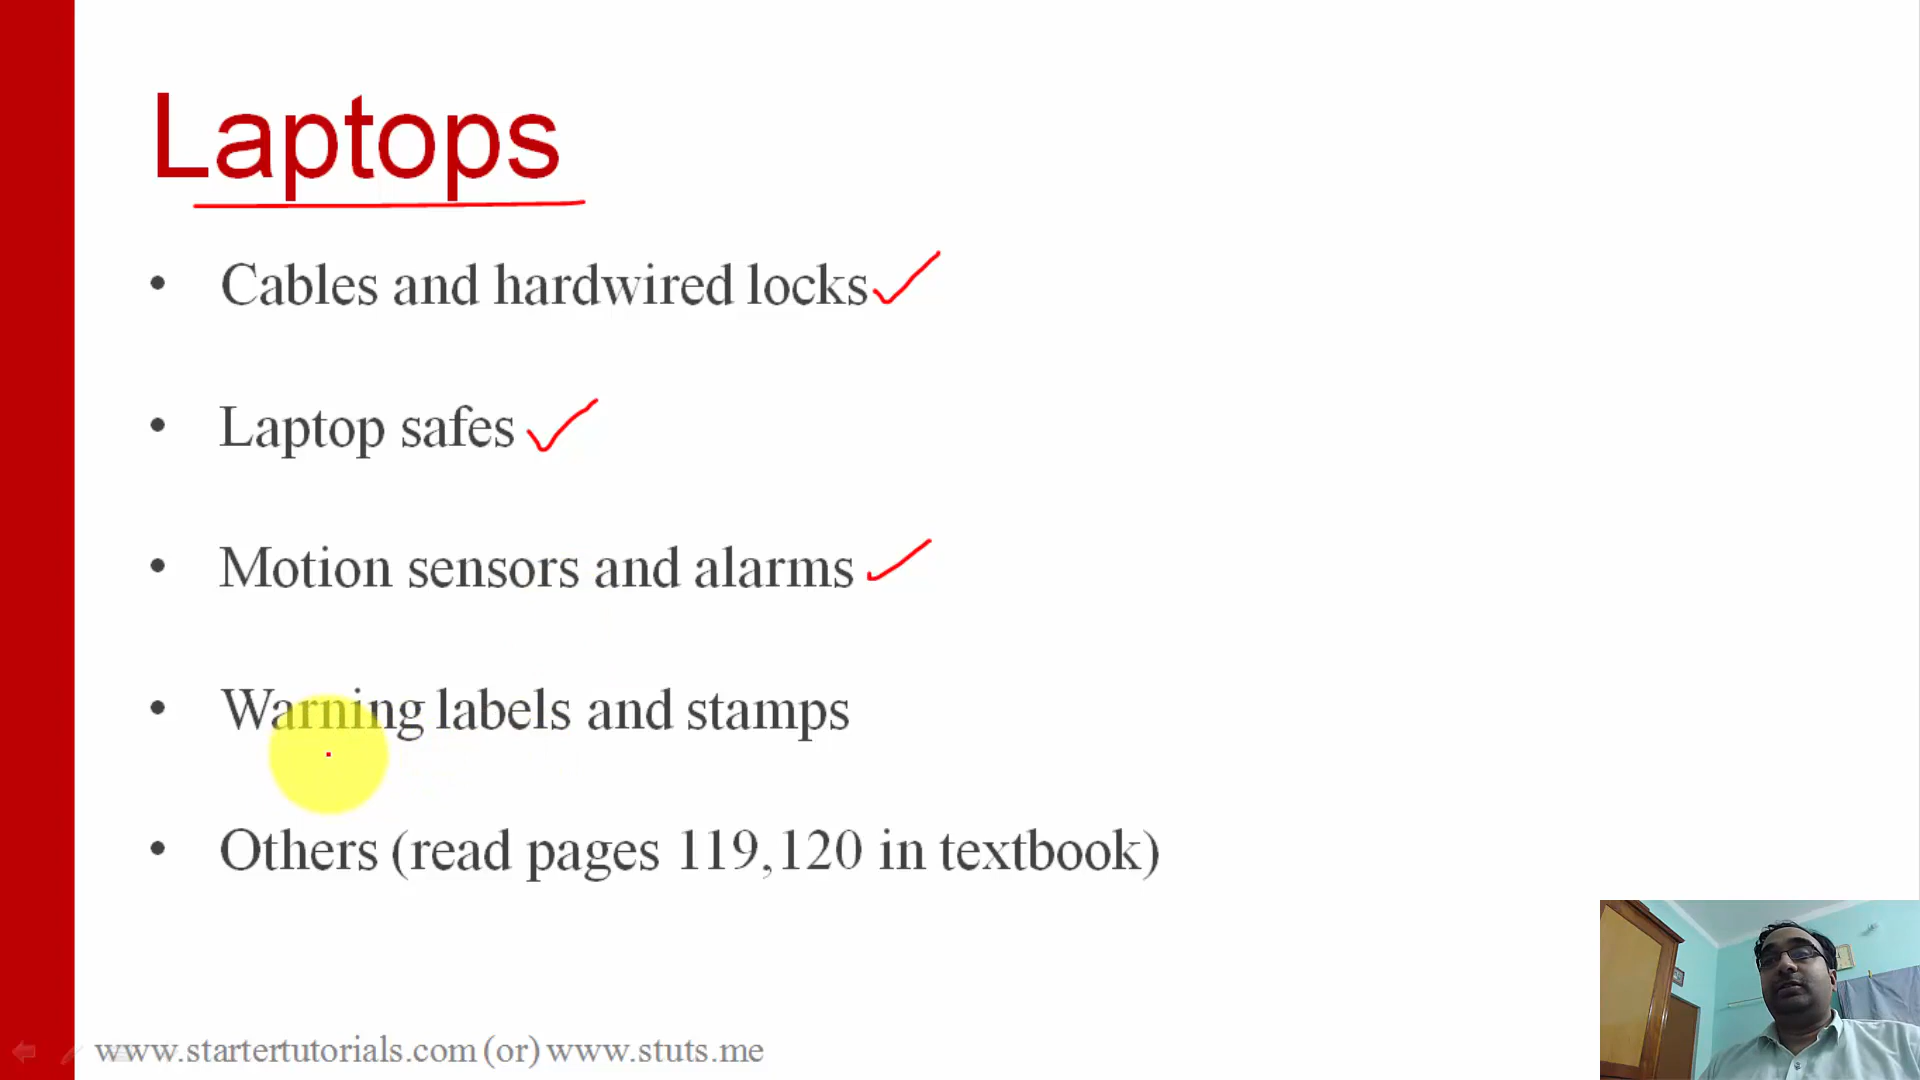 Laptops
• Cables and hardwired locks
• Laptop safes
• Motion sensors and alarms
• Warning labels and stamps
• Others (read pages 119,120 in textbook)
www.startertutorials.com (or) www.stuts.me